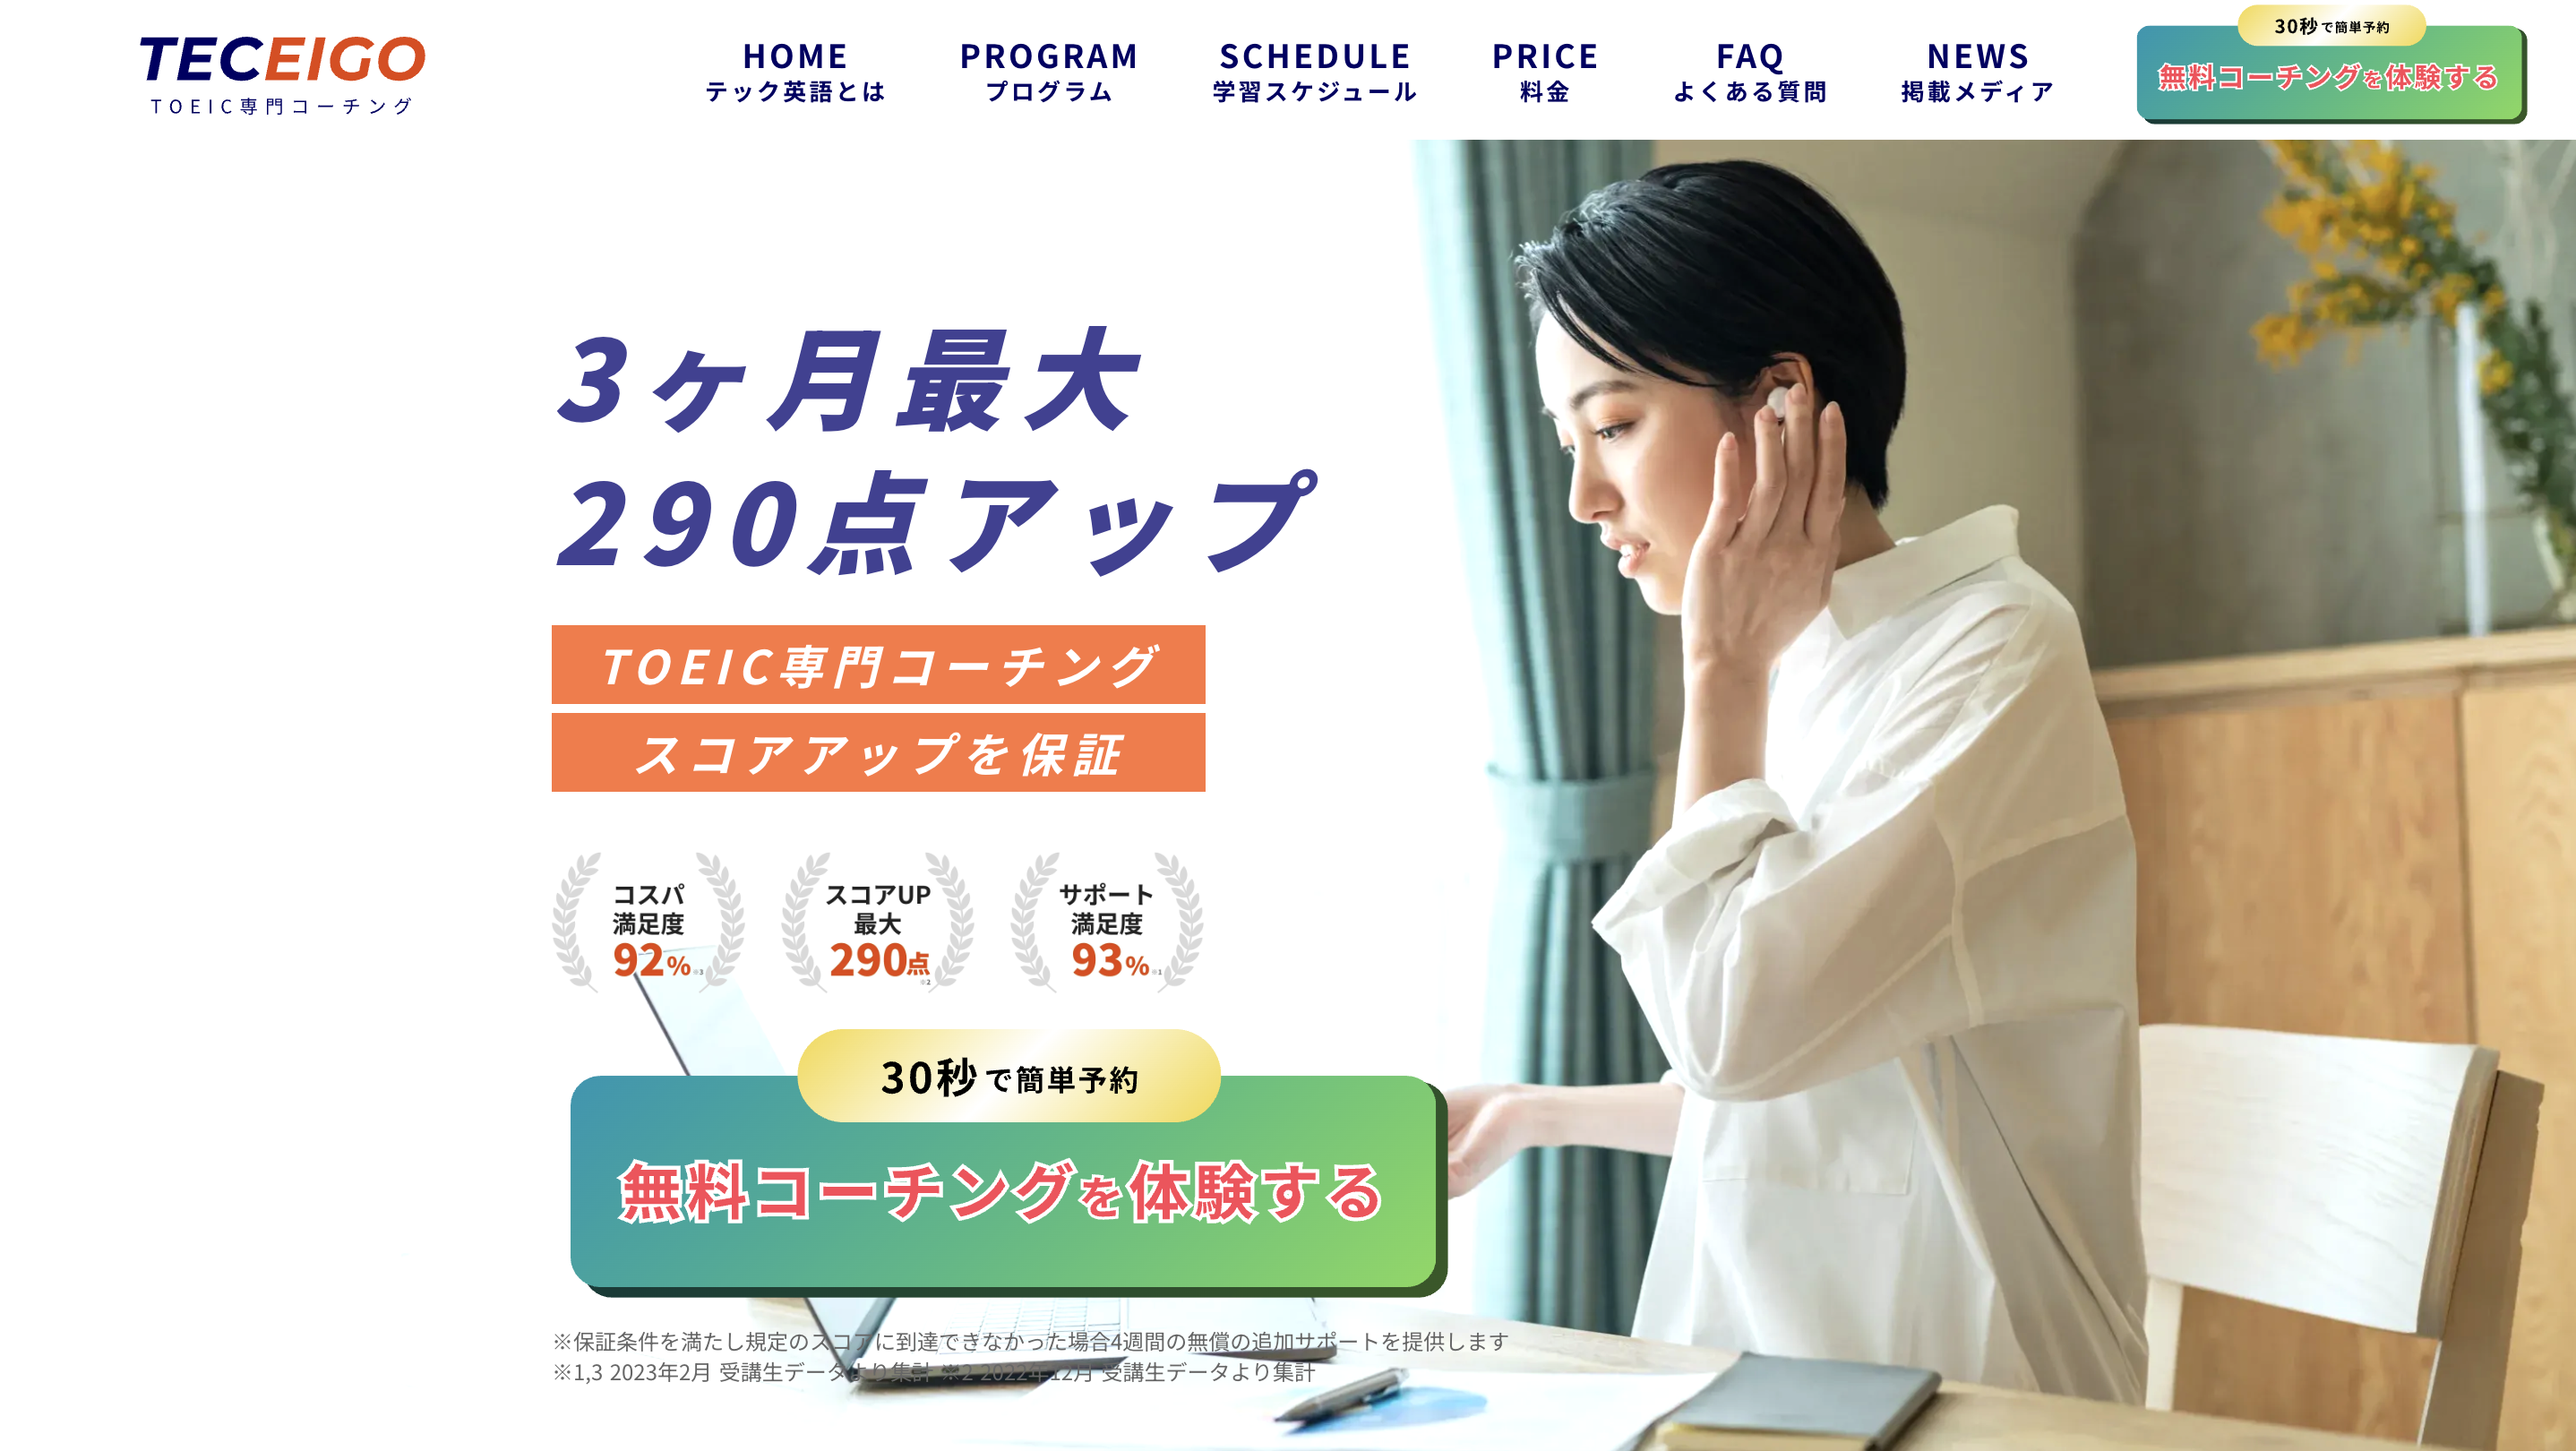 TECEIGO
TOEIC専門コーチング
HOME
テック英語とは
PROGRAM
プログラム
SCHEDULE
学習スケジュール
PRICE
料金
FAQ
よくある質問
NEWS
掲載メディア
30秒で簡単予約
無料コーチングを体験する
3ヶ月最大
290点アップ
TOEIC専門コーチング
スコアアップを保証
コスパ
満足度
92%※3
スコアUP
最大
290点
※2
サポート
満足度
93%※1
30秒で簡単予約
無料コーチングを体験する
※保証条件を満たし規定のスコアに到達できなかった場合4週間の無償の追加サポートを提供します
※1,3 2023年2月 受講生データより集計 ※2 2022年12月 受講生データより集計